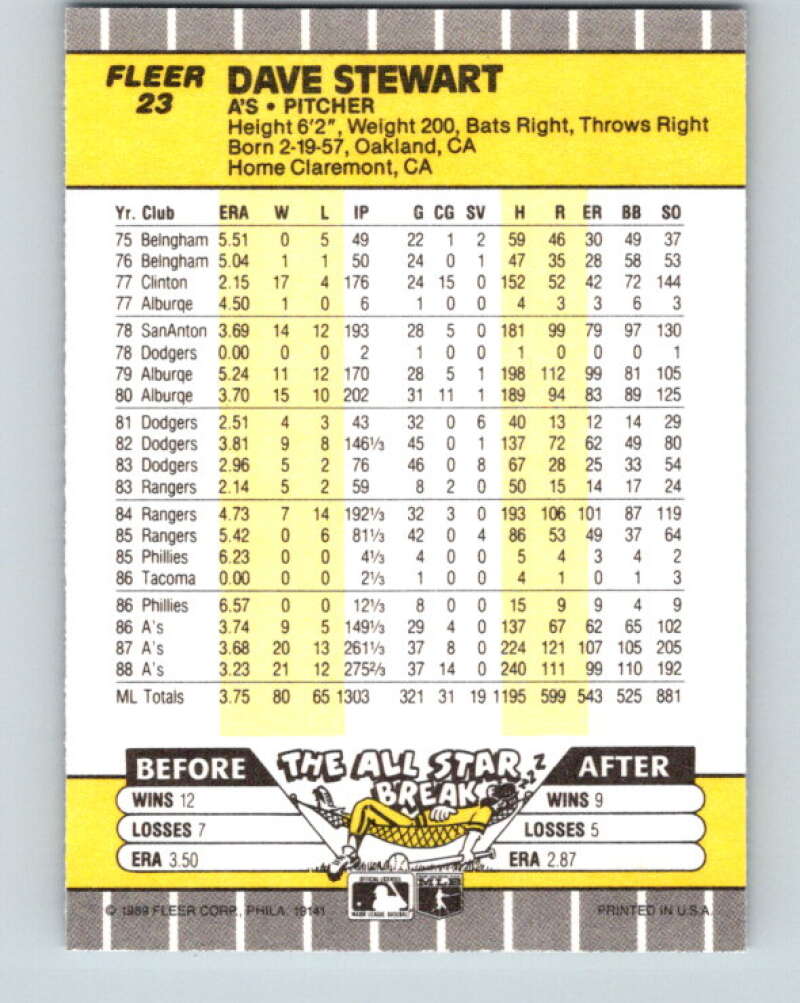 FLEER
23
DAVE STEWART
A'S • PITCHER
Height 6'2", Weight 200, Bats Right, Throws Right
Born 2-19-57, Oakland, CA
Home Claremont, CA
Yr. Club ERA W L IP G CG SV H R ER BB SO
75 Belngham 5.51 0 5 49 22 1 2 59 46 30 49 37
76 Belngham 5.04 1 1 50 24 0 1 47 35 28 58 53
77 Clinton 2.15 17 4 176 24 15 0 152 52 42 72 144
77 Alburqe 4.50 1 0 6 1 0 0 4 3 3 6 3
78 SanAnton 3.69 14 12 193 28 5 0 181 99 79 97 130
78 Dodgers 0.00 0 0 2 1 0 0 1 0 0 0 1
79 Alburqe 5.24 11 12 170 28 5 1 198 112 99 81 105
80 Alburqe 3.70 15 10 202 31 11 1 189 94 83 89 125
81 Dodgers 2.51 4 3 43 32 0 6 40 13 12 14 29
82 Dodgers 3.81 9 8 146⅓ 45 0 1 137 72 62 49 80
83 Dodgers 2.96 5 2 76 46 0 8 67 28 25 33 54
83 Rangers 2.14 5 2 59 8 2 0 50 15 14 17 24
84 Rangers 4.73 7 14 192⅓ 32 3 0 193 106 101 87 119
85 Rangers 5.42 0 6 81⅓ 42 0 4 86 53 49 37 64
85 Phillies 6.23 0 0 4⅓ 4 0 0 5 4 3 4 2
86 Tacoma 0.00 0 0 2⅓ 1 0 0 4 1 0 1 3
86 Phillies 6.57 0 0 12⅓ 8 0 0 15 9 9 4 9
86 A's 3.74 9 5 149⅓ 29 4 0 137 67 62 65 102
87 A's 3.68 20 13 261⅓ 37 8 0 224 121 107 105 205
88 A's 3.23 21 12 275⅔ 37 14 0 240 111 99 110 192
ML Totals 3.75 80 65 1303 321 31 19 1195 599 543 525 881
BEFORE THE ALL STAR BREAK ZZZ AFTER
WINS 12 WINS 9
LOSSES 7 LOSSES 5
ERA 3.50 ERA 2.87
OFFICIAL LICENSEE
MAJOR LEAGUE BASEBALL
MLB
© 1989 FLEER CORP., PHILA. 19141 PRINTED IN U.S.A.